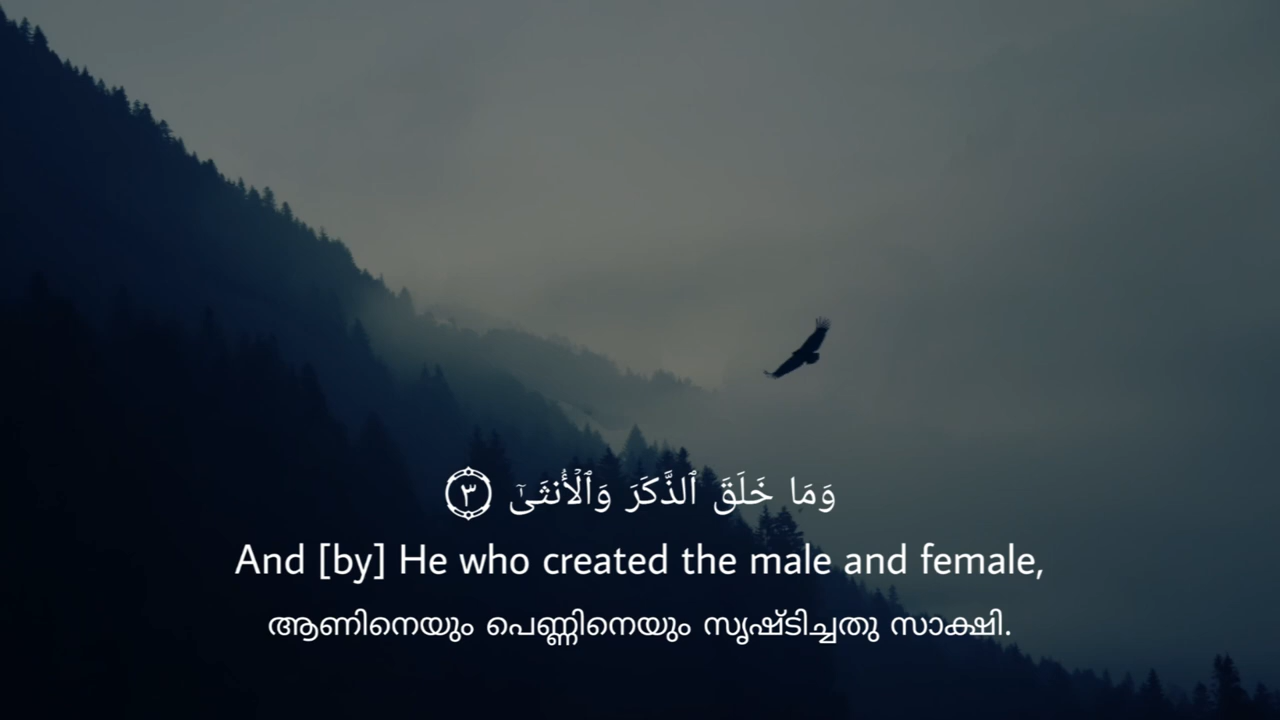 وَمَا خَلَقَ ٱلذَّكَرَ وَٱلْأُنثَىٰٓ ٣
And [by] He who created the male and female,
ആണിനെയും പെണ്ണിനെയും സൃഷ്ടിച്ചതു സാക്ഷി.